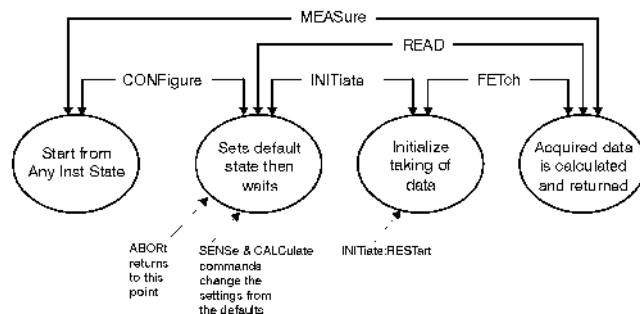 MEASure
READ
CONFigure
INITiate
FETch
Start from
Any Inst State
Sets default
state then
waits
Initialize
taking of
data
Acquired data
is calculated
and returned
ABORt
returns
to this
point
SENSe & CALCulate
commands
change the
settings from
the defaults
INITiate:RESTart